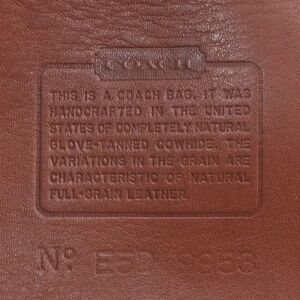 COACH
THIS IS A COACH BAG. IT WAS
HANDCRAFTED IN THE UNITED
STATES OF COMPLETELY NATURAL
GLOVE-TANNED COWHIDE. THE
VARIATIONS IN THE GRAIN ARE
CHARACTERISTIC OF NATURAL
FULL-GRAIN LEATHER.
Nº